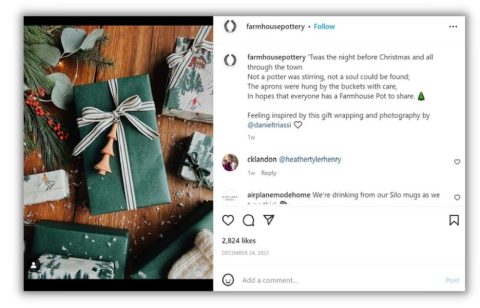 farmhousepottery • Follow
farmhousepottery 'Twas the night before Christmas and all
through the town
Not a potter was stirring, not a soul could be found;
The aprons were hung by the buckets with care,
In hopes that everyone has a Farmhouse Pot to share. 🎄
Feeling inspired by this gift wrapping and photography by
@danieltriassi 🤍
1w
cklandon @heathertylerhenry
1w Reply
airplanemodehome We're drinking from our Silo mugs as we
2,824 likes
DECEMBER 24, 2022
Add a comment...
Post